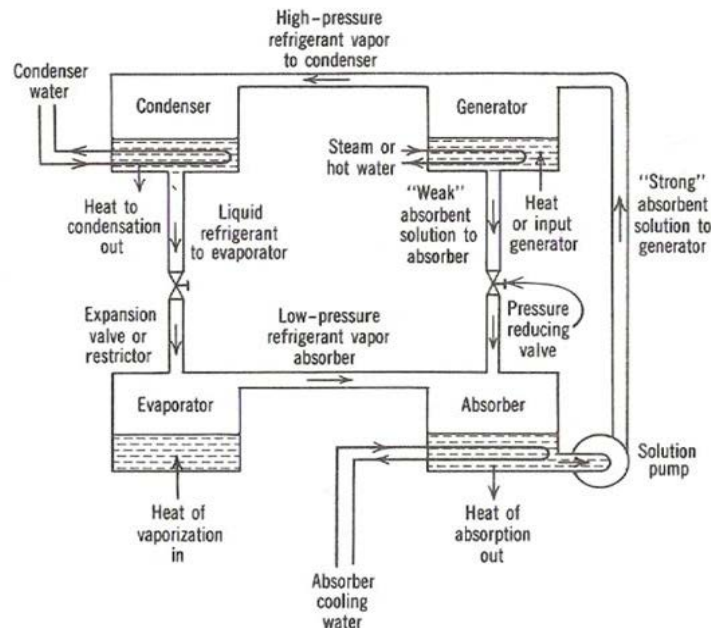 High-pressure
refrigerant vapor
to condenser
Condenser
water
Condenser
Generator
Steam or
hot water
Heat to
condensation
out
Liquid
refrigerant
to evaporator
"Weak"
absorbent
solution to
absorber
Heat
or input
generator
"Strong"
absorbent
solution to
generator
Expansion
valve or
restrictor
Low-pressure
refrigerant vapor
absorber
Pressure
reducing
valve
Evaporator
Absorber
Solution
pump
Heat of
vaporization
in
Heat of
absorption
out
Absorber
cooling
water